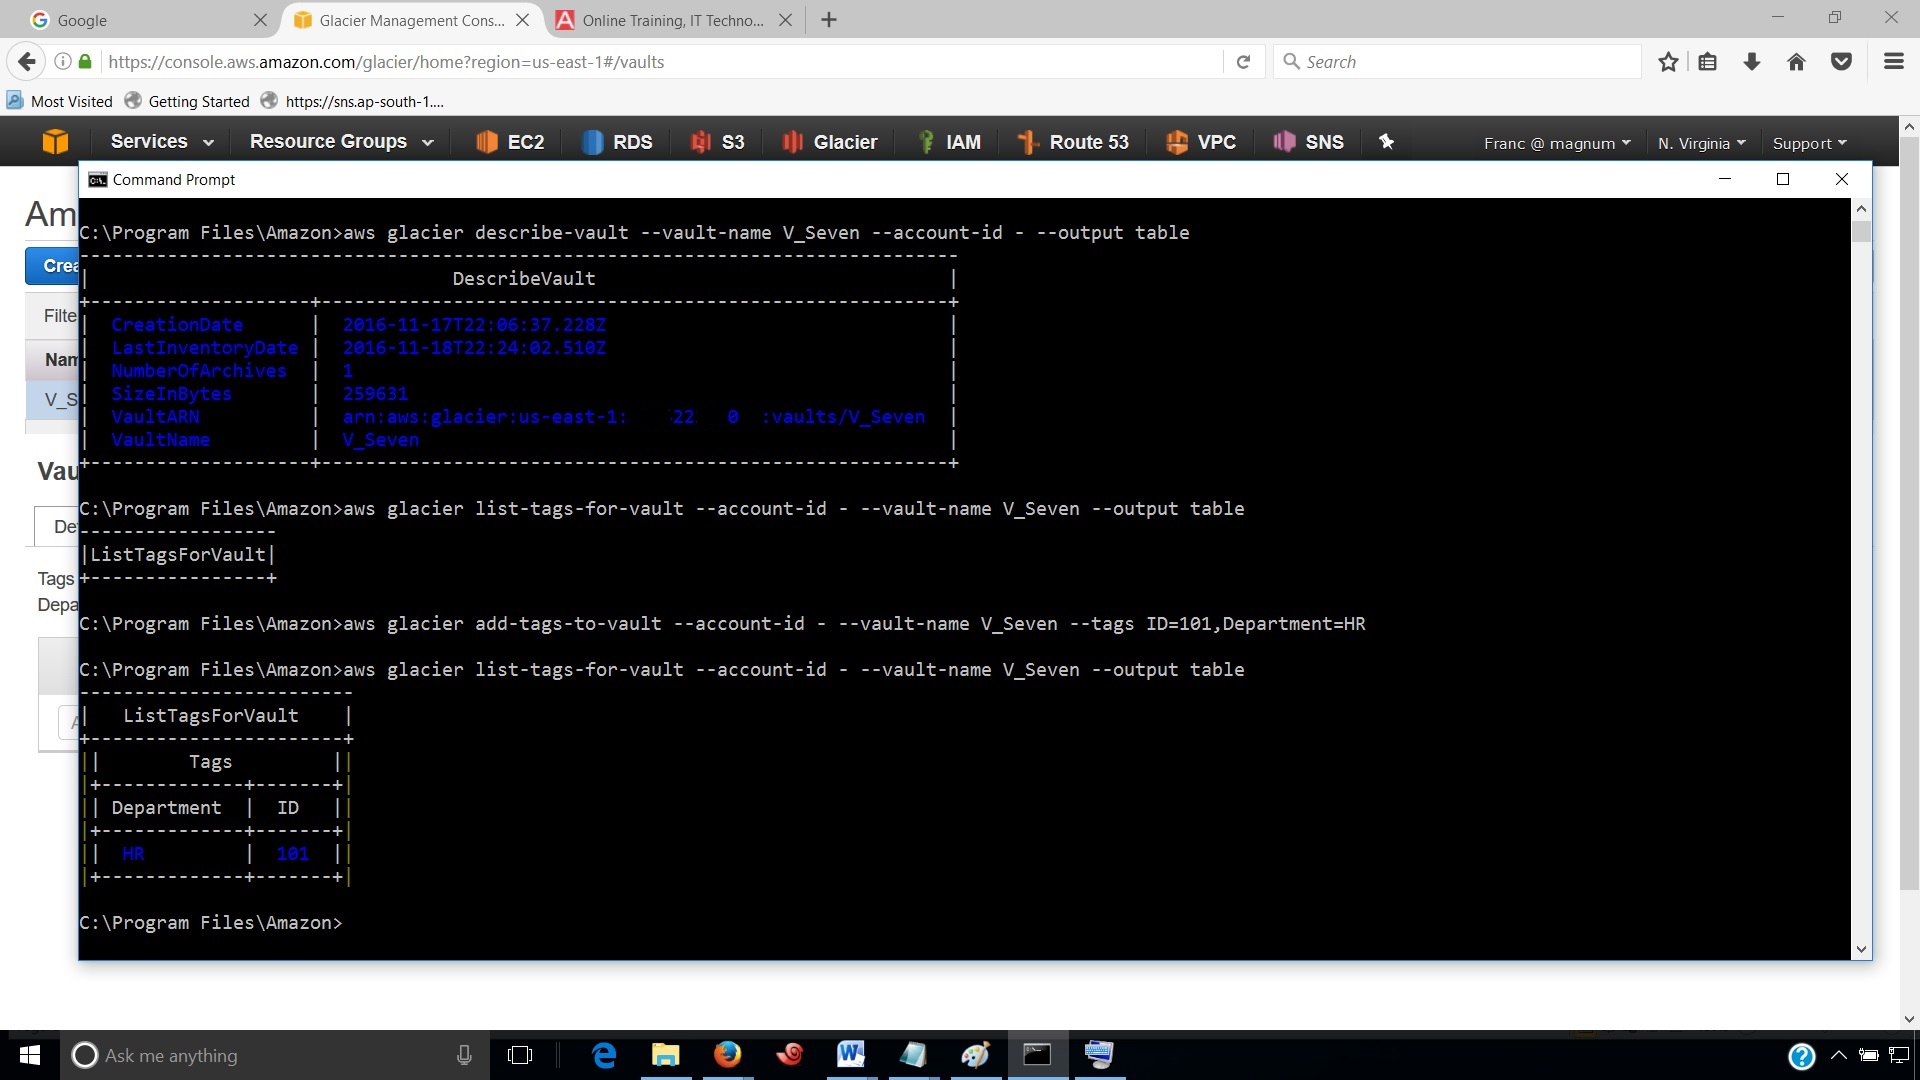 Google
Glacier Management Cons...
Online Training, IT Techno...
https://console.aws.amazon.com/glacier/home?region=us-east-1#/vaults
Search
Most Visited
Getting Started
https://sns.ap-south-1....
Services
Resource Groups
EC2
RDS
S3
Glacier
IAM
Route 53
VPC
SNS
Franc @ magnum
N. Virginia
Support
Command Prompt
C:\Program Files\Amazon>aws glacier describe-vault --vault-name V_Seven --account-id - --output table
DescribeVault
CreationDate | 2016-11-17T22:06:37.228Z
LastInventoryDate | 2016-11-18T22:24:02.510Z
NumberOfArchives | 1
SizeInBytes | 259631
VaultARN | arn:aws:glacier:us-east-1: 22 0 :vaults/V_Seven
VaultName | V_Seven
C:\Program Files\Amazon>aws glacier list-tags-for-vault --account-id - --vault-name V_Seven --output table
|ListTagsForVault|
C:\Program Files\Amazon>aws glacier add-tags-to-vault --account-id - --vault-name V_Seven --tags ID=101,Department=HR
C:\Program Files\Amazon>aws glacier list-tags-for-vault --account-id - --vault-name V_Seven --output table
| ListTagsForVault |
|| Tags ||
|| Department | ID ||
|| HR | 101 ||
C:\Program Files\Amazon>
Am
Crea
Filte
Nam
V_S
Vau
De
Tags
Depa
Ask me anything